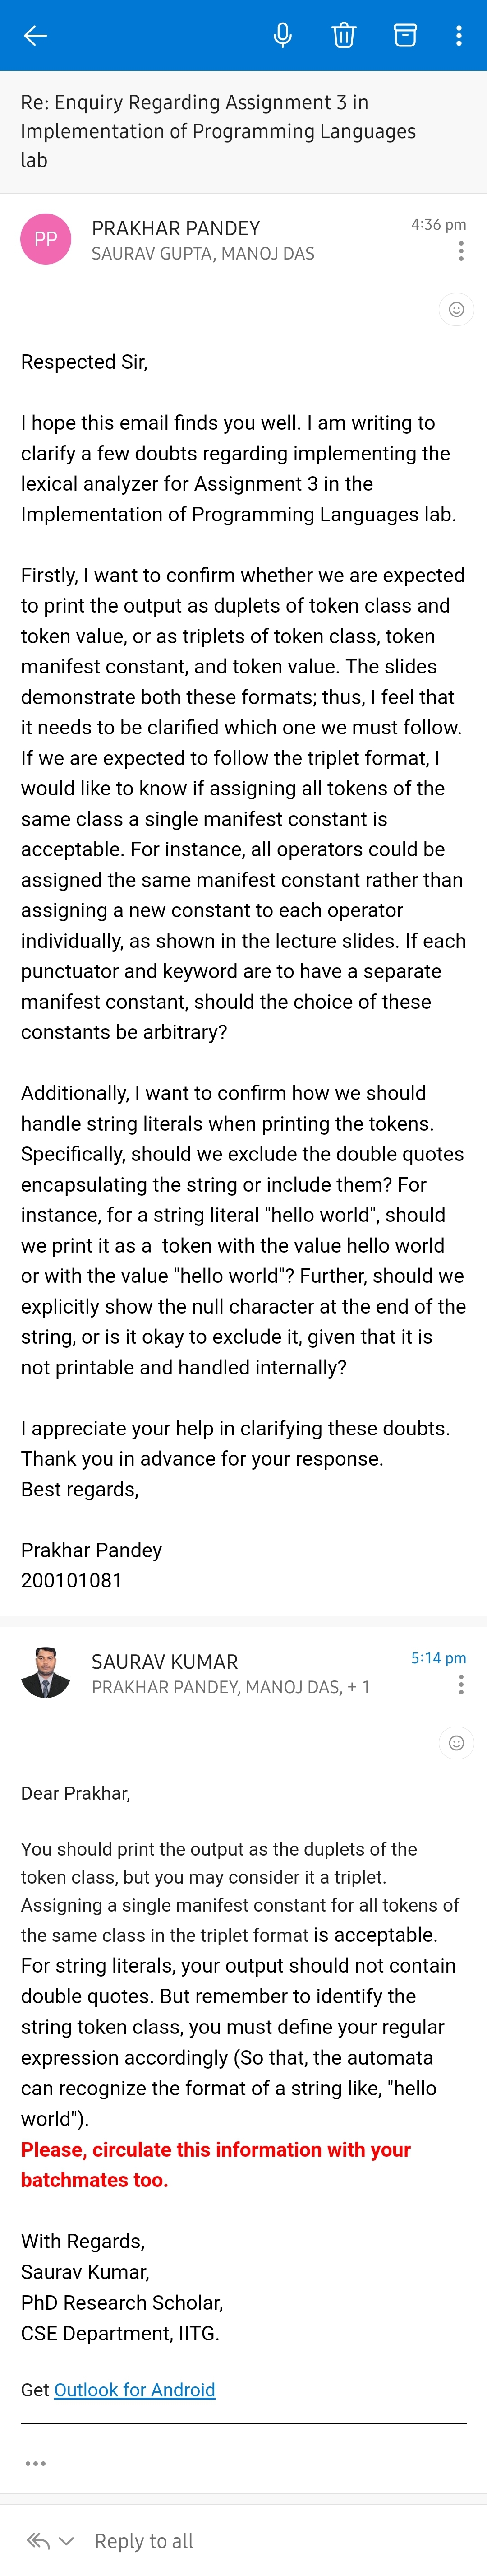 Re: Enquiry Regarding Assignment 3 in
Implementation of Programming Languages
lab
PP
PRAKHAR PANDEY
4:36 pm
SAURAV GUPTA, MANOJ DAS
Respected Sir,
I hope this email finds you well. I am writing to
clarify a few doubts regarding implementing the
lexical analyzer for Assignment 3 in the
Implementation of Programming Languages lab.
Firstly, I want to confirm whether we are expected
to print the output as duplets of token class and
token value, or as triplets of token class, token
manifest constant, and token value. The slides
demonstrate both these formats; thus, I feel that
it needs to be clarified which one we must follow.
If we are expected to follow the triplet format, I
would like to know if assigning all tokens of the
same class a single manifest constant is
acceptable. For instance, all operators could be
assigned the same manifest constant rather than
assigning a new constant to each operator
individually, as shown in the lecture slides. If each
punctuator and keyword are to have a separate
manifest constant, should the choice of these
constants be arbitrary?
Additionally, I want to confirm how we should
handle string literals when printing the tokens.
Specifically, should we exclude the double quotes
encapsulating the string or include them? For
instance, for a string literal "hello world", should
we print it as a  token with the value hello world
or with the value "hello world"? Further, should we
explicitly show the null character at the end of the
string, or is it okay to exclude it, given that it is
not printable and handled internally?
I appreciate your help in clarifying these doubts.
Thank you in advance for your response.
Best regards,
Prakhar Pandey
200101081
SAURAV KUMAR
5:14 pm
PRAKHAR PANDEY, MANOJ DAS, + 1
Dear Prakhar,
You should print the output as the duplets of the
token class, but you may consider it a triplet.
Assigning a single manifest constant for all tokens of
the same class in the triplet format is acceptable.
For string literals, your output should not contain
double quotes. But remember to identify the
string token class, you must define your regular
expression accordingly (So that, the automata
can recognize the format of a string like, "hello
world").
Please, circulate this information with your
batchmates too.
With Regards,
Saurav Kumar,
PhD Research Scholar,
CSE Department, IITG.
Get Outlook for Android
Reply to all